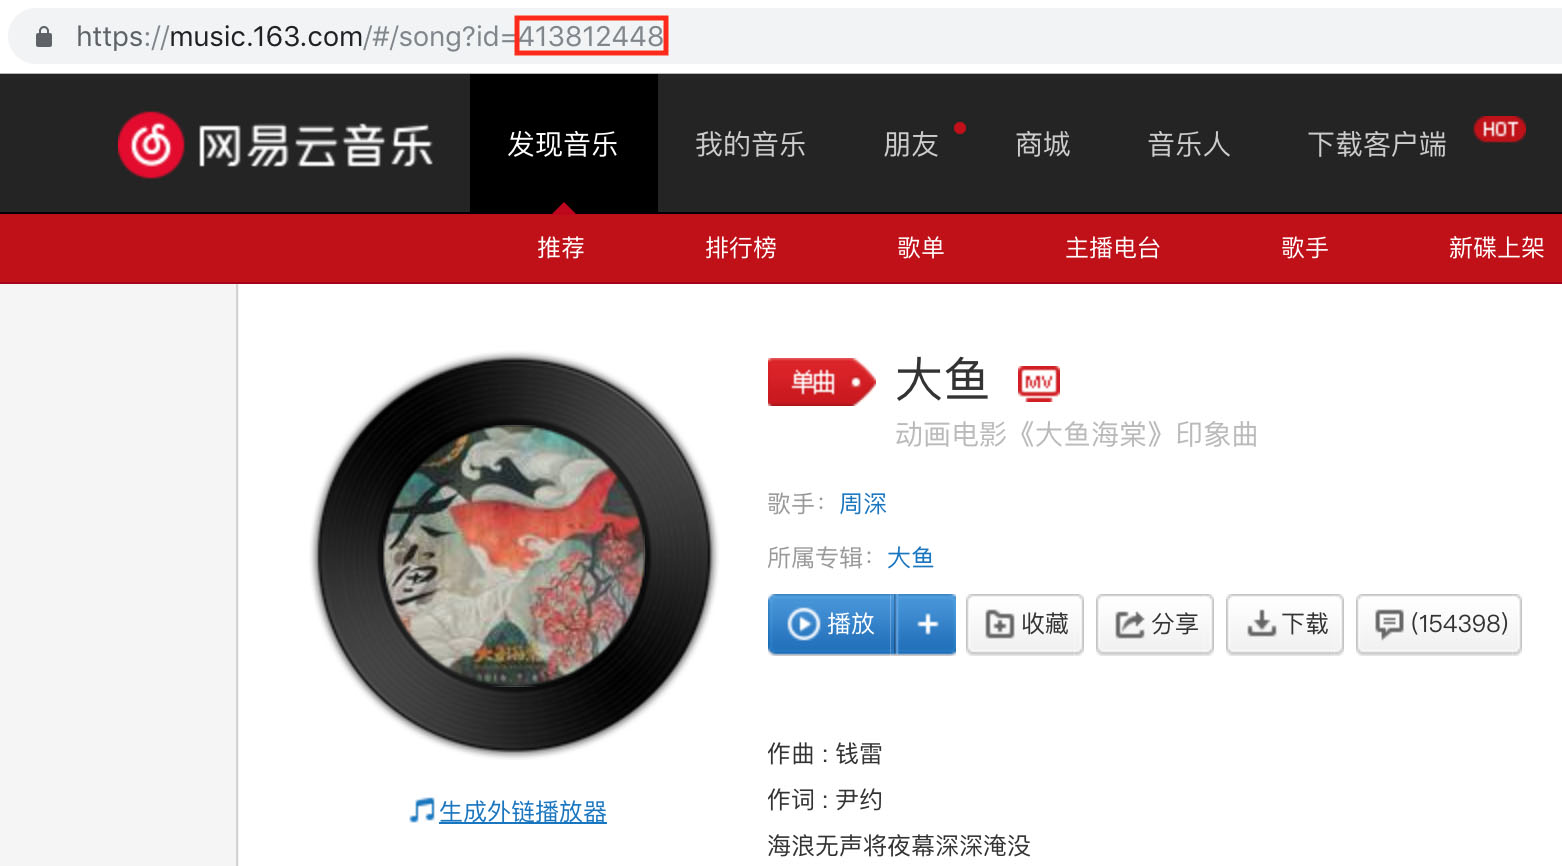 https://music.163.com/#/song?id=413812448
网易云音乐
发现音乐 我的音乐 朋友 商城 音乐人 下载客户端 HOT
推荐 排行榜 歌单 主播电台 歌手 新碟上架
单曲 大鱼 MV
动画电影《大鱼海棠》印象曲
歌手：周深
所属专辑：大鱼
播放 + 收藏 分享 下载 (154398)
大鱼
作曲 : 钱雷
作词 : 尹约
海浪无声将夜幕深深淹没
生成外链播放器